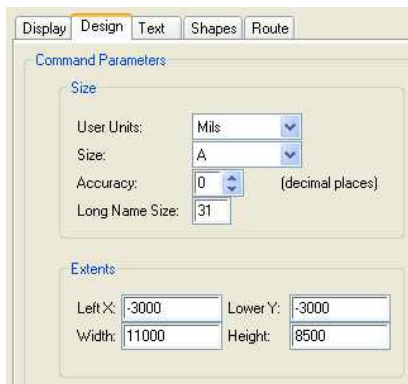 Display Design Text Shapes Route
Command Parameters
Size
User Units: Mils
Size: A
Accuracy: 0 (decimal places)
Long Name Size: 31
Extents
Left X: -3000 Lower Y: -3000
Width: 11000 Height: 8500